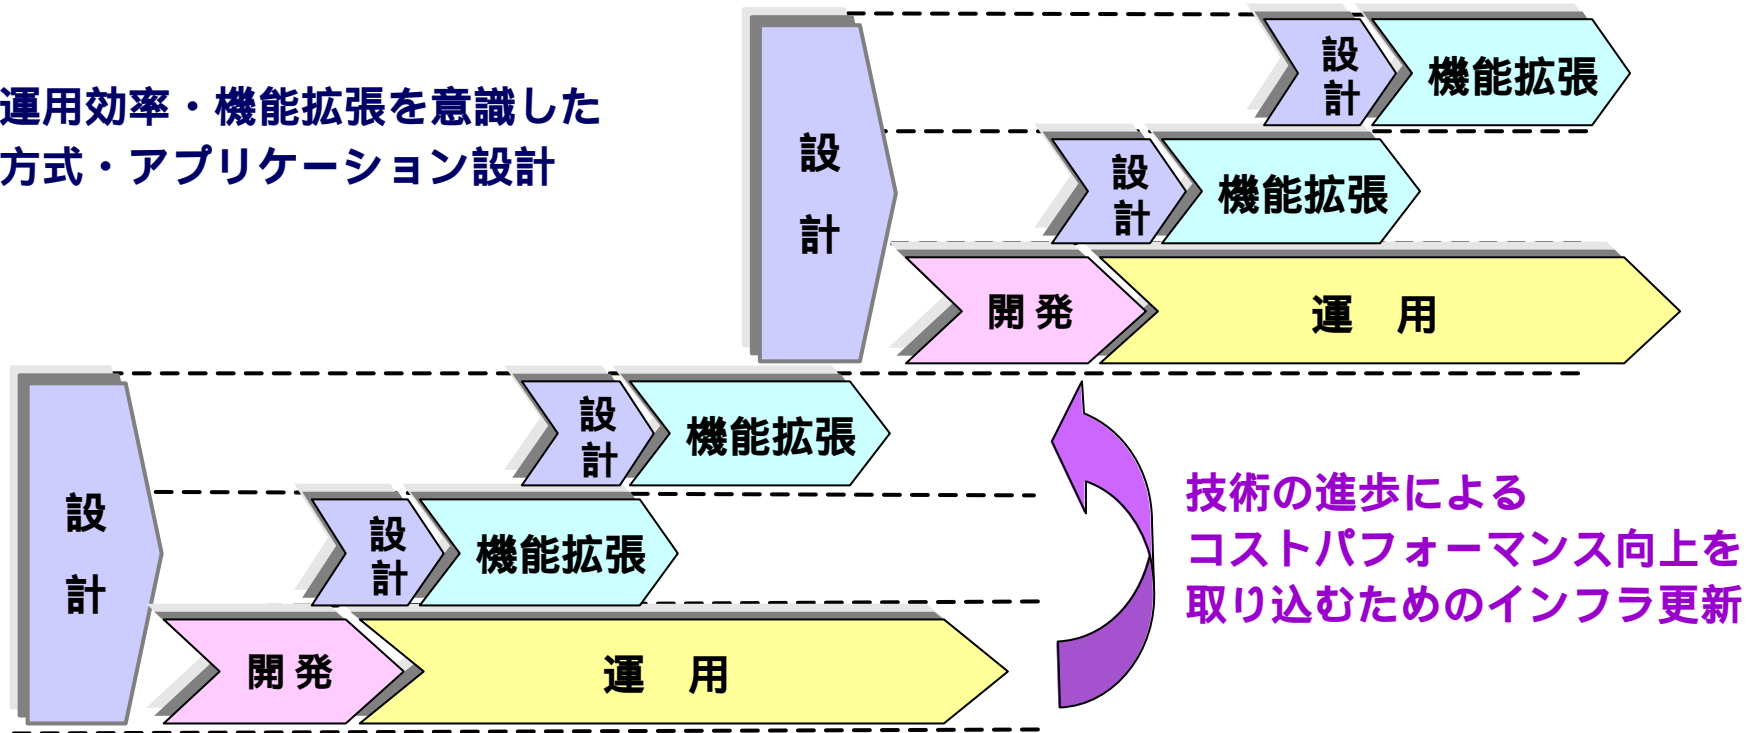 運用効率・機能拡張を意識した
方式・アプリケーション設計
設
計
設
計
機能拡張
設
計
機能拡張
開発
運 用
設
計
設
計
機能拡張
設
計
機能拡張
開発
運 用
技術の進歩による
コストパフォーマンス向上を
取り込むためのインフラ更新